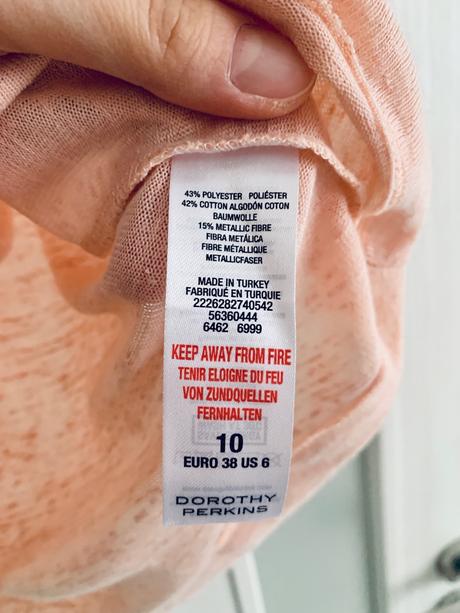 43% POLYESTER POLIÉSTER
42% COTTON ALGODÓN COTON
BAUMWOLLE
15% METALLIC FIBRE
FIBRA METÁLICA
FIBRE MÉTALLIQUE
METALLICFASER
MADE IN TURKEY
FABRIQUÉ EN TURQUIE
2226282740542
56360444
6462 6999
KEEP AWAY FROM FIRE
TENIR ELOIGNE DU FEU
VON ZUNDQUELLEN
FERNHALTEN
10
EURO 38 US 6
DOROTHY
PERKINS